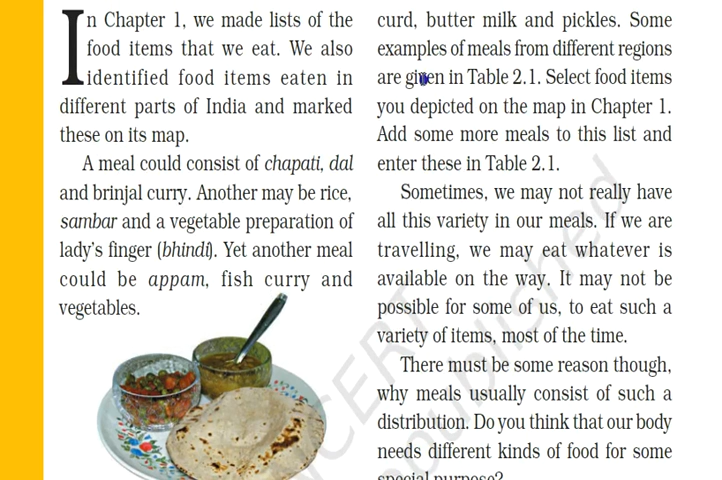 In Chapter 1, we made lists of the
food items that we eat. We also
identified food items eaten in
different parts of India and marked
these on its map.
A meal could consist of chapati, dal
and brinjal curry. Another may be rice,
sambar and a vegetable preparation of
lady's finger (bhindi). Yet another meal
could be appam, fish curry and
vegetables.
curd, butter milk and pickles. Some
examples of meals from different regions
are given in Table 2.1. Select food items
you depicted on the map in Chapter 1.
Add some more meals to this list and
enter these in Table 2.1.
Sometimes, we may not really have
all this variety in our meals. If we are
travelling, we may eat whatever is
available on the way. It may not be
possible for some of us, to eat such a
variety of items, most of the time.
There must be some reason though,
why meals usually consist of such a
distribution. Do you think that our body
needs different kinds of food for some
special purpose?
NCERT
republished